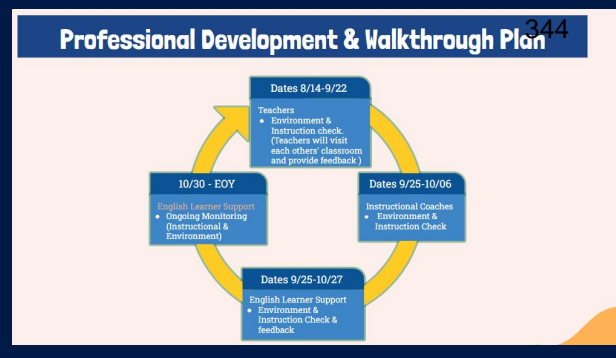 Professional Development & Walkthrough Plan
344
Dates 8/14-9/22
Teachers
• Environment &
Instruction check.
(Teachers will visit
each others' classroom
and provide feedback )
Dates 9/25-10/06
Instructional Coaches
• Environment &
Instruction Check
Dates 9/25-10/27
English Learner Support
• Environment &
Instruction Check &
feedback
10/30 - EOY
English Learner Support
• Ongoing Monitoring
(Instructional &
Environment)